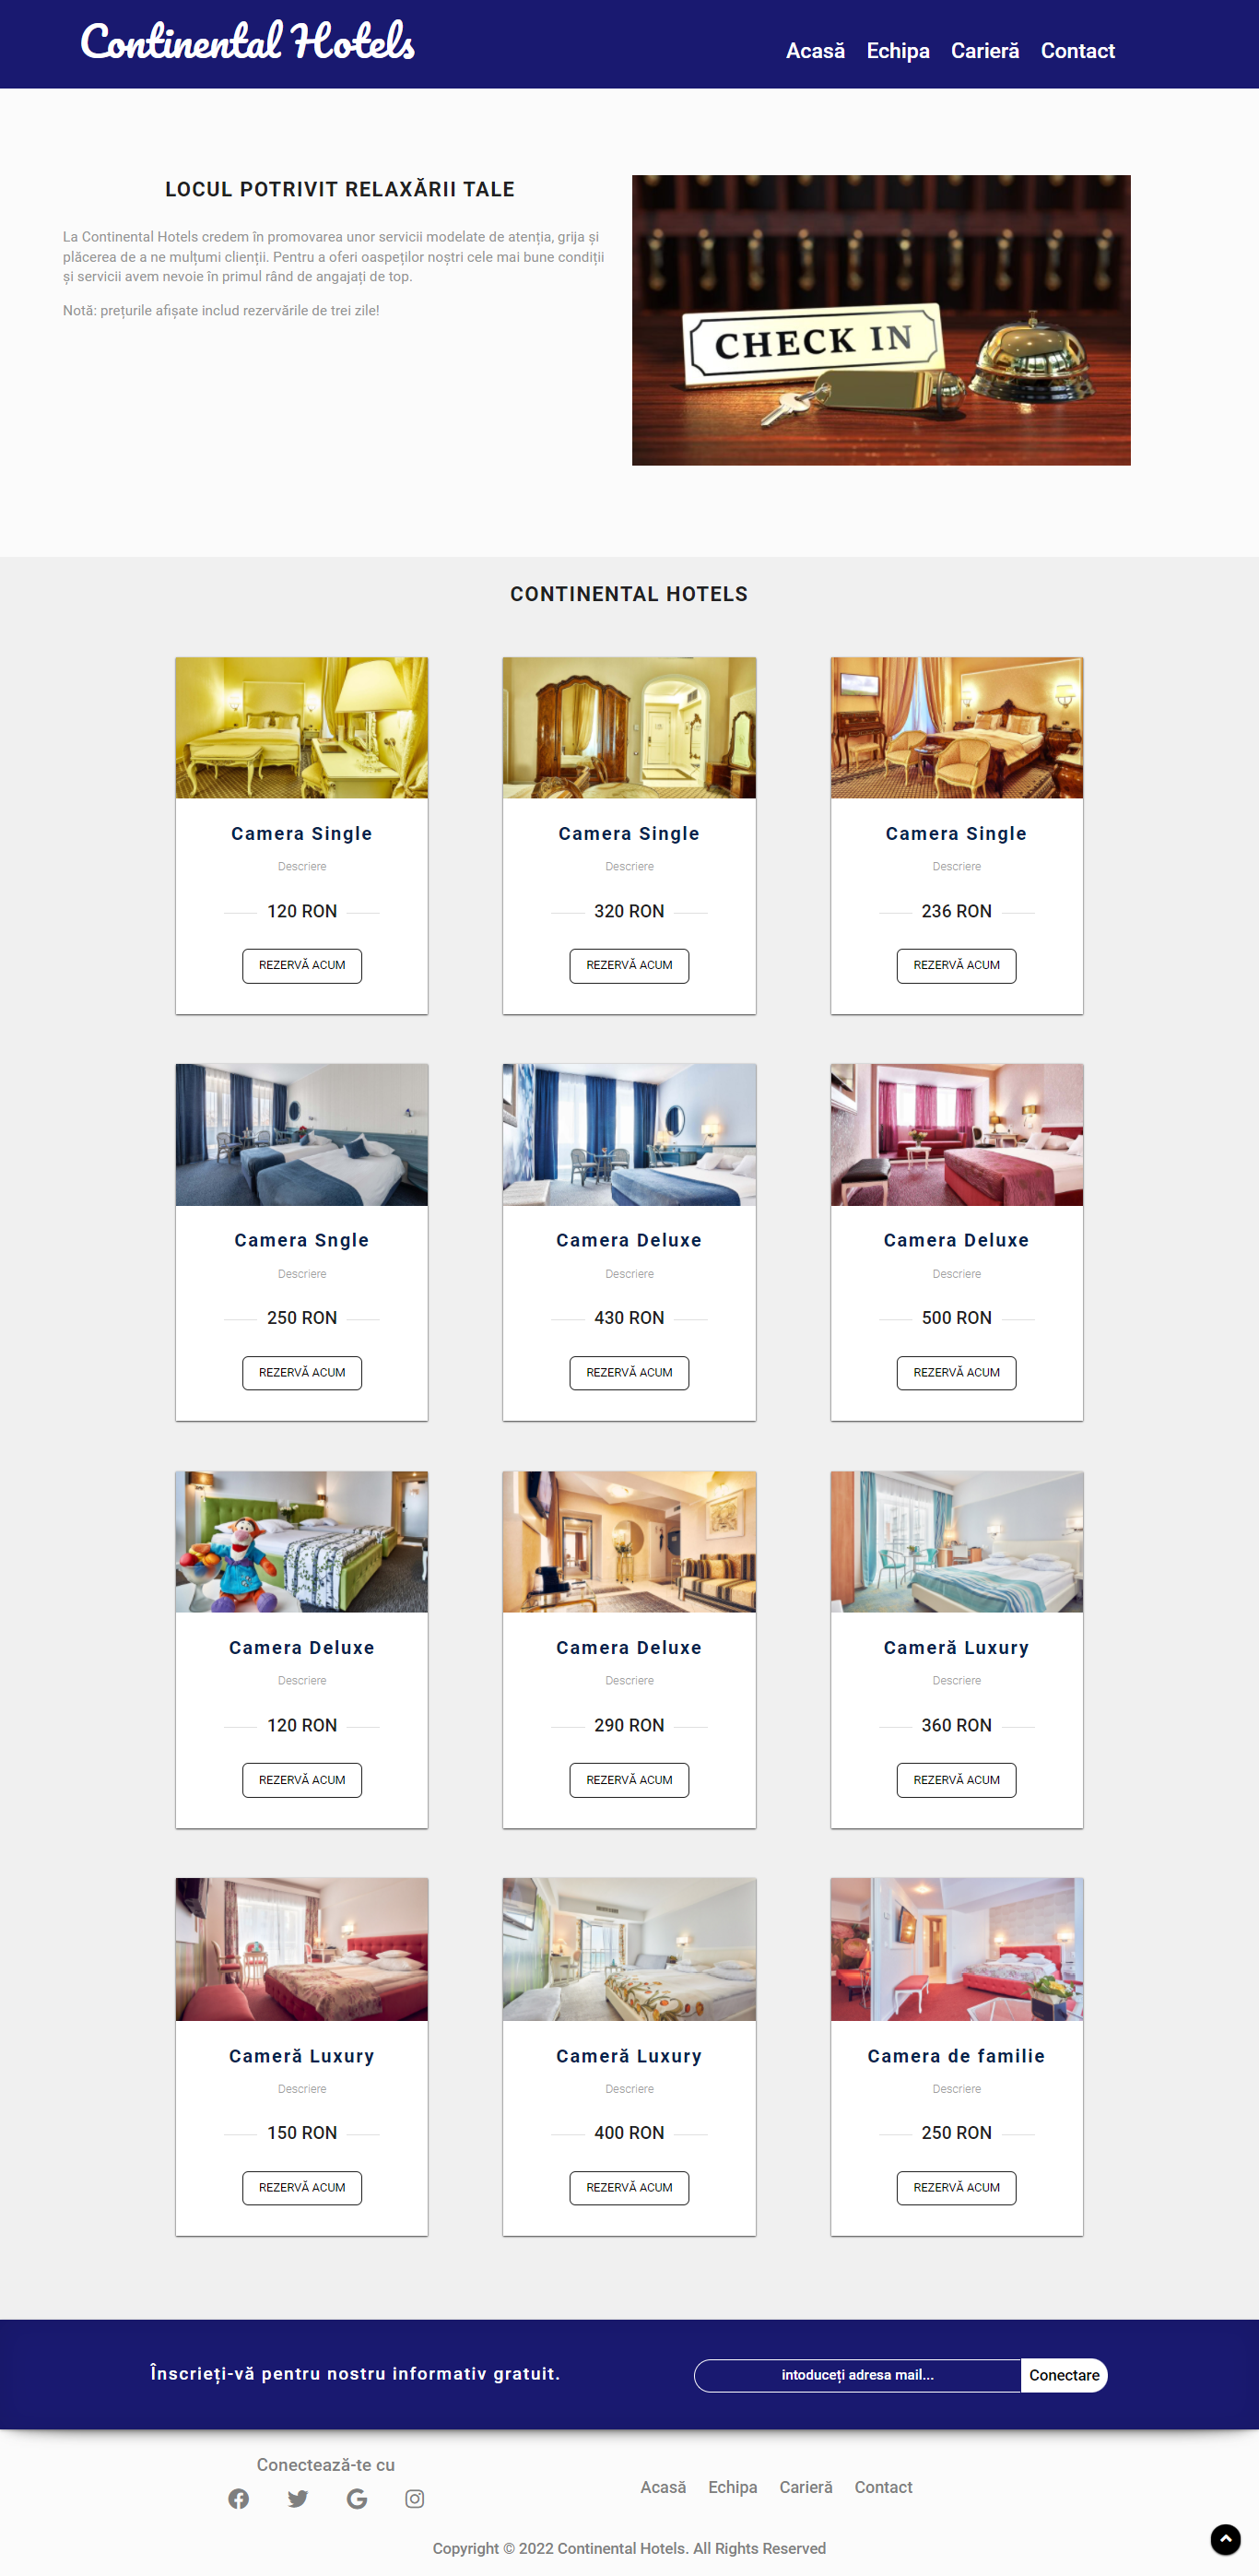 Continental Hotels
Acasă Echipa Carieră Contact
LOCUL POTRIVIT RELAXĂRII TALE
La Continental Hotels credem în promovarea unor servicii modelate de atenția, grija și
plăcerea de a ne mulțumi clienții. Pentru a oferi oaspeților noștri cele mai bune condiții
și servicii avem nevoie în primul rând de angajați de top.
Notă: prețurile afișate includ rezervările de trei zile!
CHECK IN
CONTINENTAL HOTELS
Camera Single
Descriere
120 RON
REZERVĂ ACUM
Camera Single
Descriere
320 RON
REZERVĂ ACUM
Camera Single
Descriere
236 RON
REZERVĂ ACUM
Camera Sngle
Descriere
250 RON
REZERVĂ ACUM
Camera Deluxe
Descriere
430 RON
REZERVĂ ACUM
Camera Deluxe
Descriere
500 RON
REZERVĂ ACUM
Camera Deluxe
Descriere
120 RON
REZERVĂ ACUM
Camera Deluxe
Descriere
290 RON
REZERVĂ ACUM
Cameră Luxury
Descriere
360 RON
REZERVĂ ACUM
Cameră Luxury
Descriere
150 RON
REZERVĂ ACUM
Cameră Luxury
Descriere
400 RON
REZERVĂ ACUM
Camera de familie
Descriere
250 RON
REZERVĂ ACUM
Înscrieți-vă pentru nostru informativ gratuit.
intoduceți adresa mail...
Conectare
Conectează-te cu
Acasă Echipa Carieră Contact
Copyright © 2022 Continental Hotels. All Rights Reserved